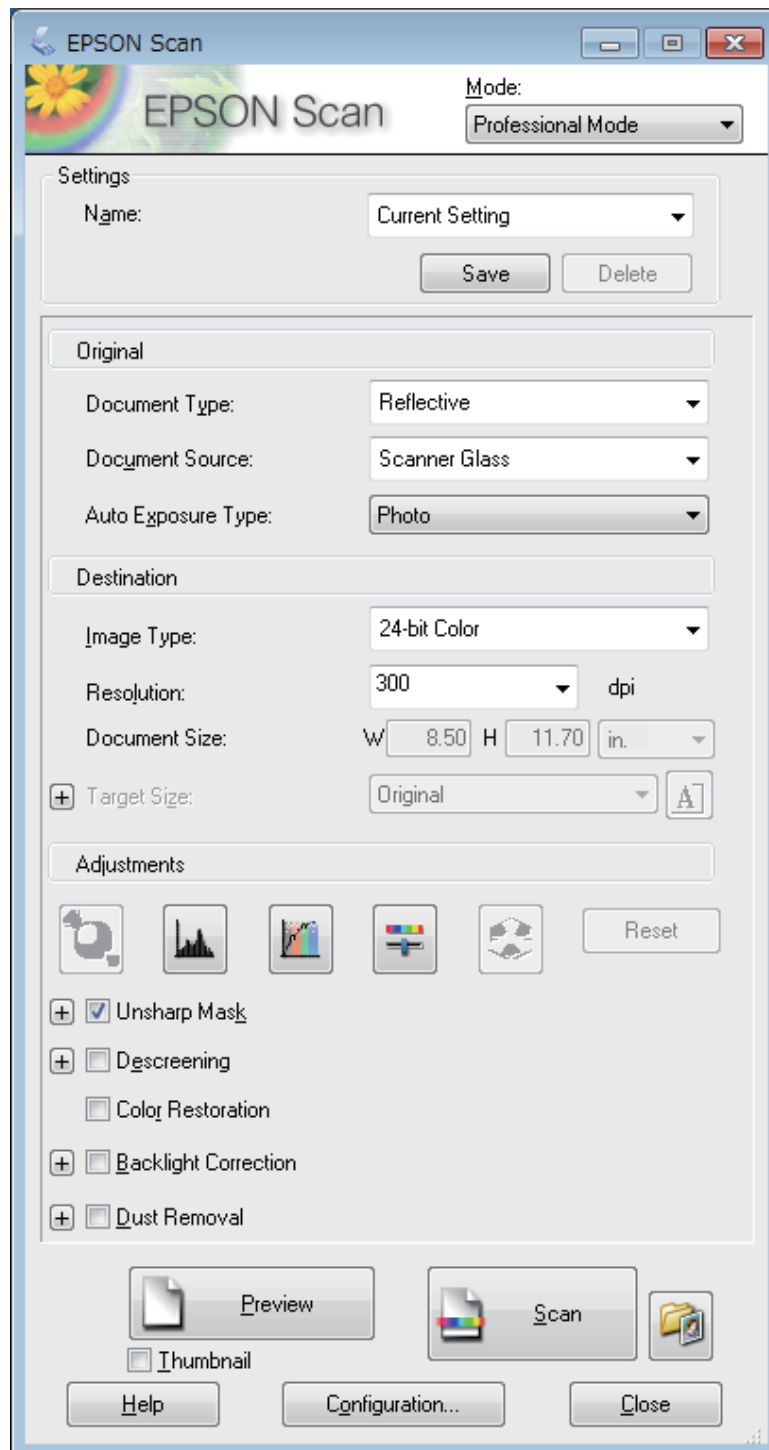 EPSON Scan
EPSON Scan
Mode:
Professional Mode
Settings
Name:
Current Setting
Save
Delete
Original
Document Type:
Reflective
Document Source:
Scanner Glass
Auto Exposure Type:
Photo
Destination
Image Type:
24-bit Color
Resolution:
300
dpi
Document Size:
W 8.50 H 11.70 in.
Target Size:
Original
A
Adjustments
Reset
Unsharp Mask
Descreening
Color Restoration
Backlight Correction
Dust Removal
Preview
Scan
Thumbnail
Help
Configuration...
Close